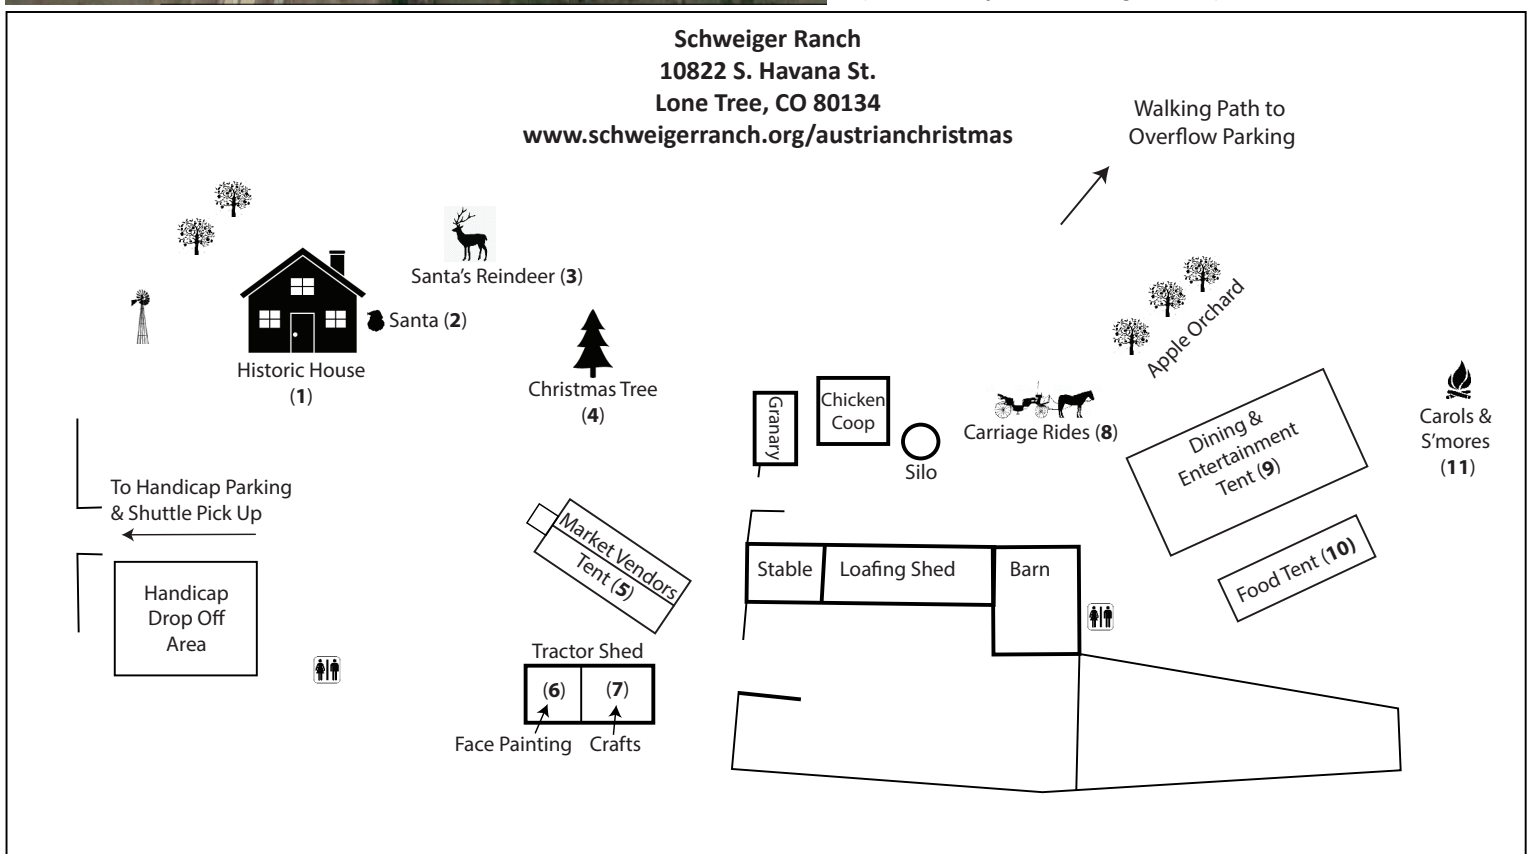 Schweiger Ranch
10822 S. Havana St.
Lone Tree, CO 80134
www.schweigerranch.org/austrianchristmas
Walking Path to
Overflow Parking
Santa's Reindeer (3)
Santa (2)
Historic House
(1)
Christmas Tree
(4)
Granary
Chicken
Coop
Silo
Carriage Rides (8)
Apple Orchard
Dining &
Entertainment
Tent (9)
Carols &
S'mores
(11)
Food Tent (10)
To Handicap Parking
& Shuttle Pick Up
Handicap
Drop Off
Area
Market Vendors
Tent (5)
Stable
Loafing Shed
Barn
Tractor Shed
(6)
(7)
Face Painting
Crafts